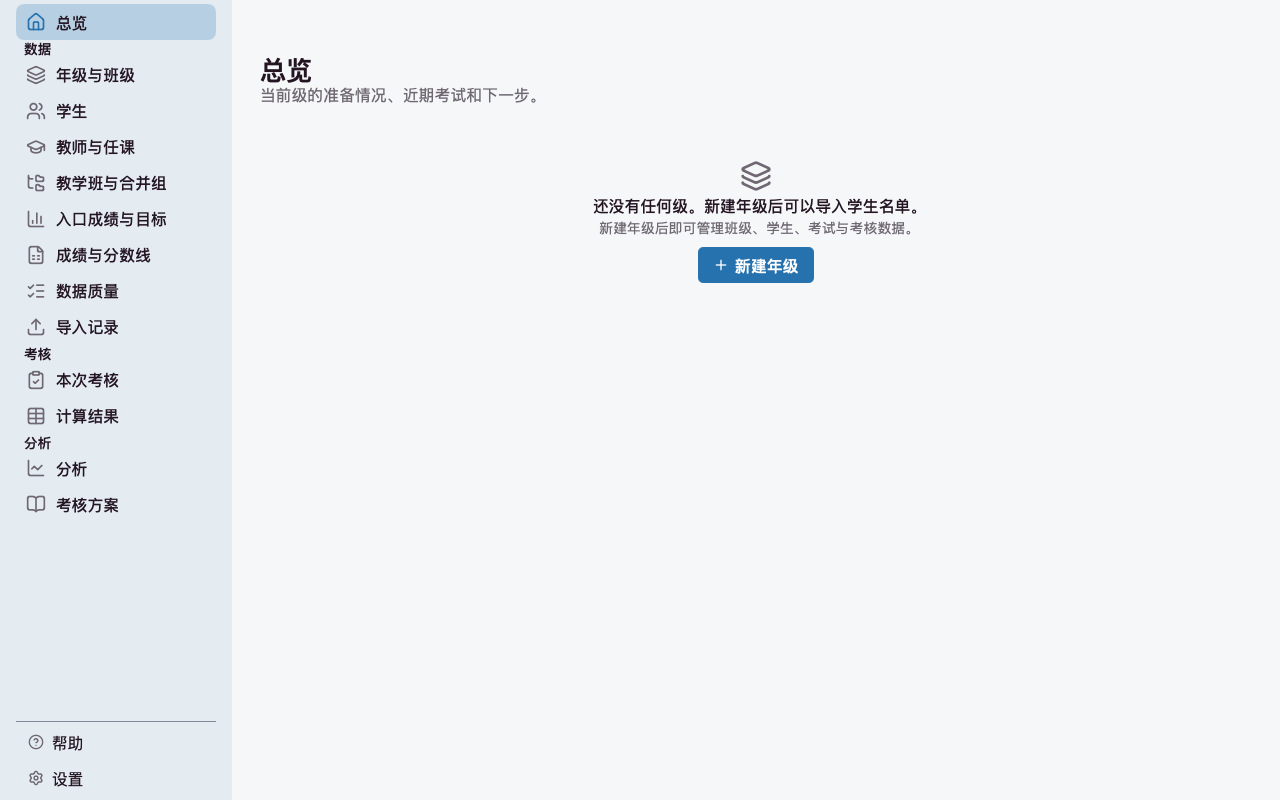 总览
数据
年级与班级
学生
教师与任课
教学班与合并组
入口成绩与目标
成绩与分数线
数据质量
导入记录
考核
本次考核
计算结果
分析
分析
考核方案
帮助
设置
总览
当前级的准备情况、近期考试和下一步。
还没有任何级。新建年级后可以导入学生名单。
新建年级后即可管理班级、学生、考试与考核数据。
新建年级